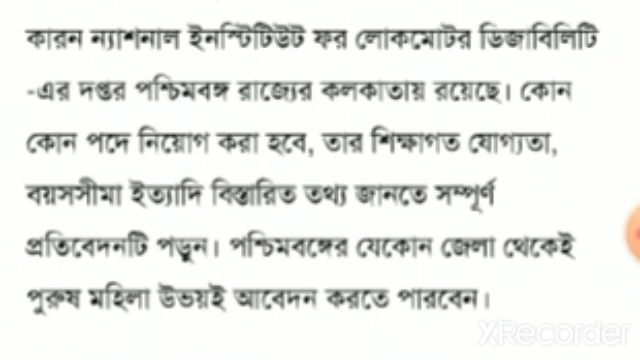 কারন ন্যাশনাল ইনস্টিটিউট ফর লোকমোটর ডিজাবিলিটি
-এর দপ্তর পশ্চিমবঙ্গ রাজ্যের কলকাতায় রয়েছে। কোন
কোন পদে নিয়োগ করা হবে, তার শিক্ষাগত যোগ্যতা,
বয়সসীমা ইত্যাদি বিস্তারিত তথ্য জানতে সম্পূর্ণ
প্রতিবেদনটি পড়ুন। পশ্চিমবঙ্গের যেকোন জেলা থেকেই
পুরুষ মহিলা উভয়ই আবেদন করতে পারবেন।
XRecorder